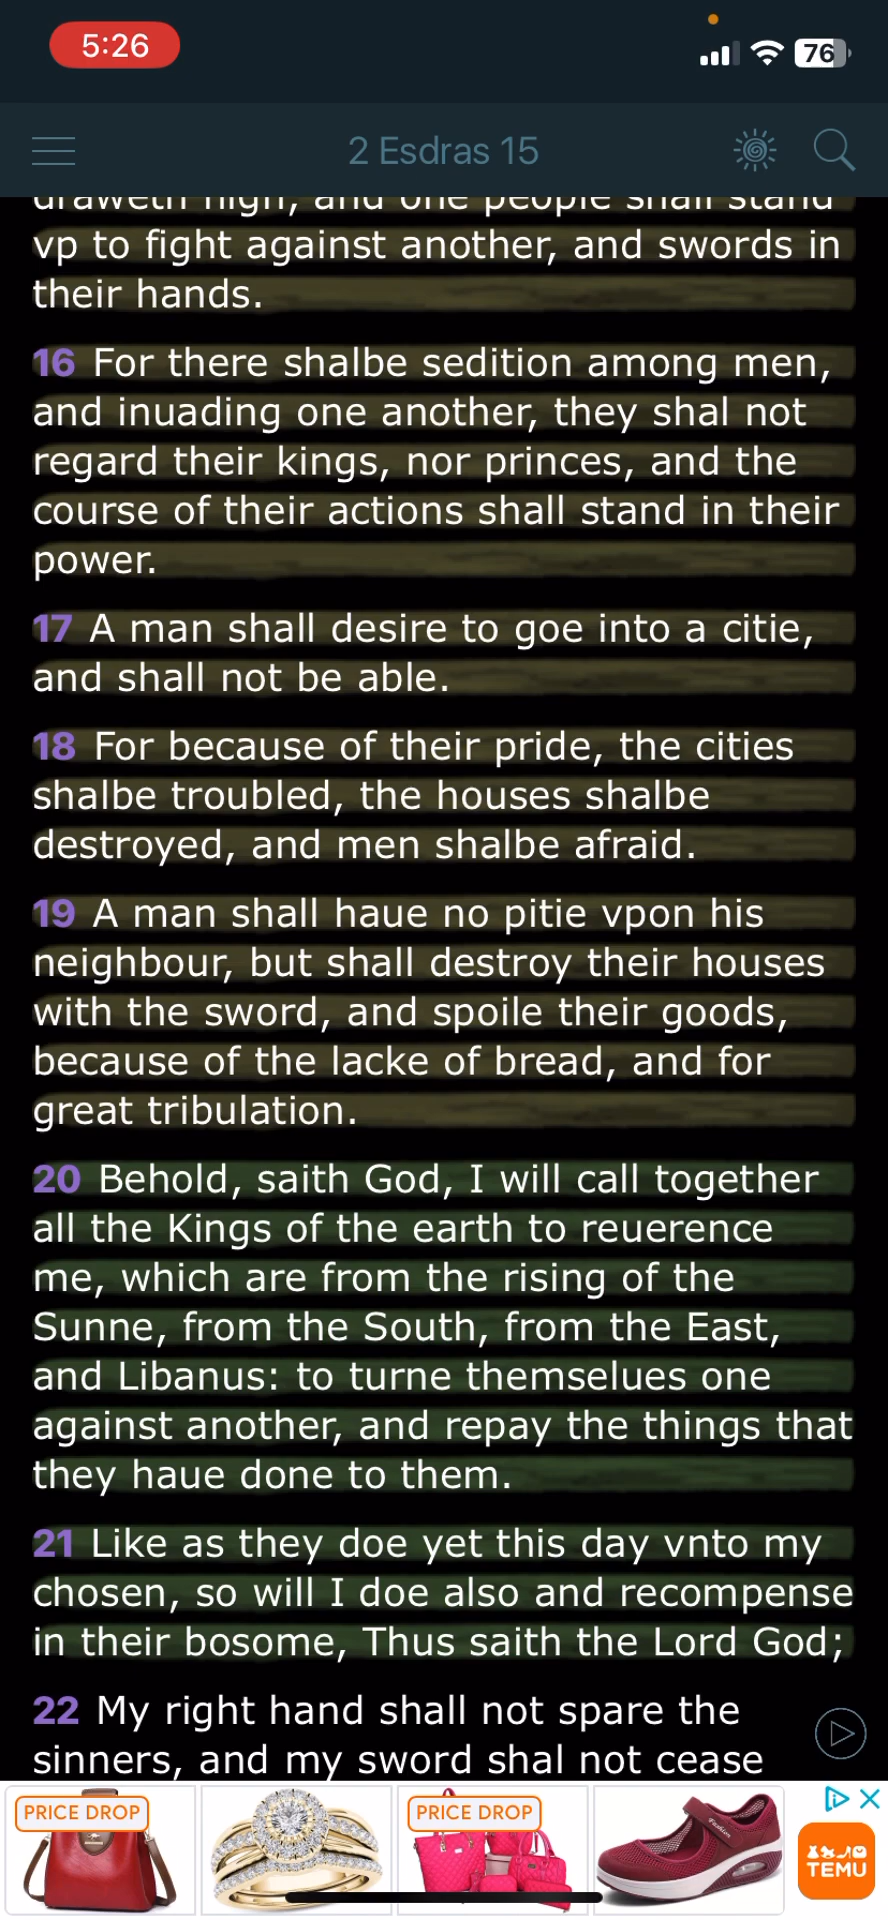 5:26
76
2 Esdras 15
draweth nigh, and one people shall stand
vp to fight against another, and swords in
their hands.
16 For there shalbe sedition among men,
and inuading one another, they shal not
regard their kings, nor princes, and the
course of their actions shall stand in their
power.
17 A man shall desire to goe into a citie,
and shall not be able.
18 For because of their pride, the cities
shalbe troubled, the houses shalbe
destroyed, and men shalbe afraid.
19 A man shall haue no pitie vpon his
neighbour, but shall destroy their houses
with the sword, and spoile their goods,
because of the lacke of bread, and for
great tribulation.
20 Behold, saith God, I will call together
all the Kings of the earth to reuerence
me, which are from the rising of the
Sunne, from the South, from the East,
and Libanus: to turne themselues one
against another, and repay the things that
they haue done to them.
21 Like as they doe yet this day vnto my
chosen, so will I doe also and recompense
in their bosome, Thus saith the Lord God;
22 My right hand shall not spare the
sinners, and my sword shal not cease
PRICE DROP
PRICE DROP
TEMU